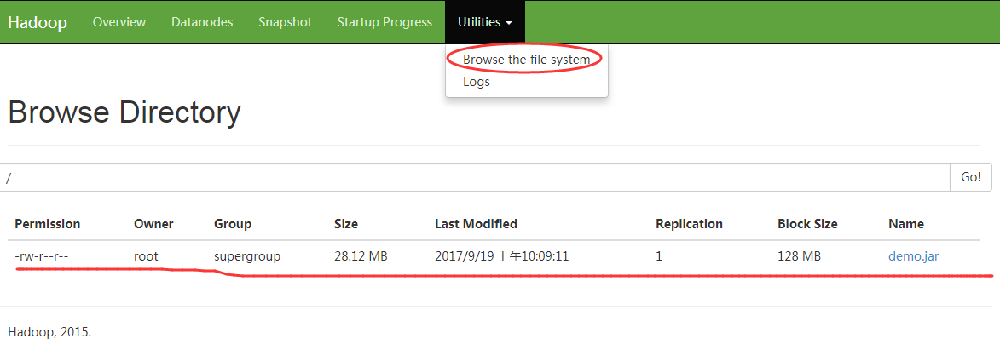 Hadoop Overview Datanodes Snapshot Startup Progress Utilities
Browse the file system
Logs
Browse Directory
/ Go!
Permission Owner Group Size Last Modified Replication Block Size Name
-rw-r--r-- root supergroup 28.12 MB 2017/9/19 上午10:09:11 1 128 MB demo.jar
Hadoop, 2015.